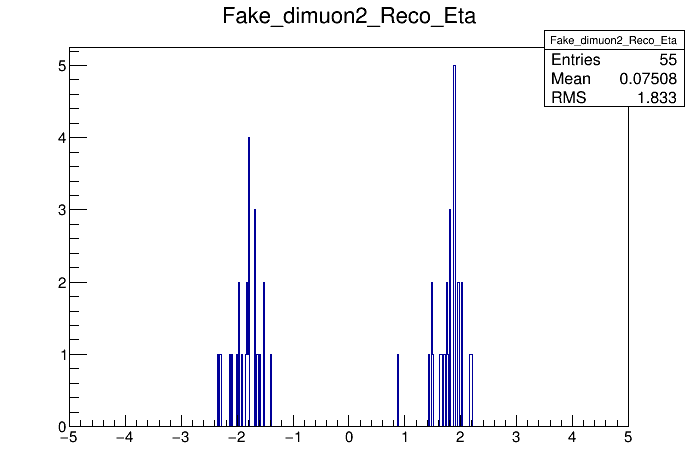 Fake_dimuon2_Reco_Eta
Fake_dimuon2_Reco_Eta
Entries 55
Mean 0.07508
RMS 1.833
5
4
3
2
1
0
−5 −4 −3 −2 −1 0 1 2 3 4 5